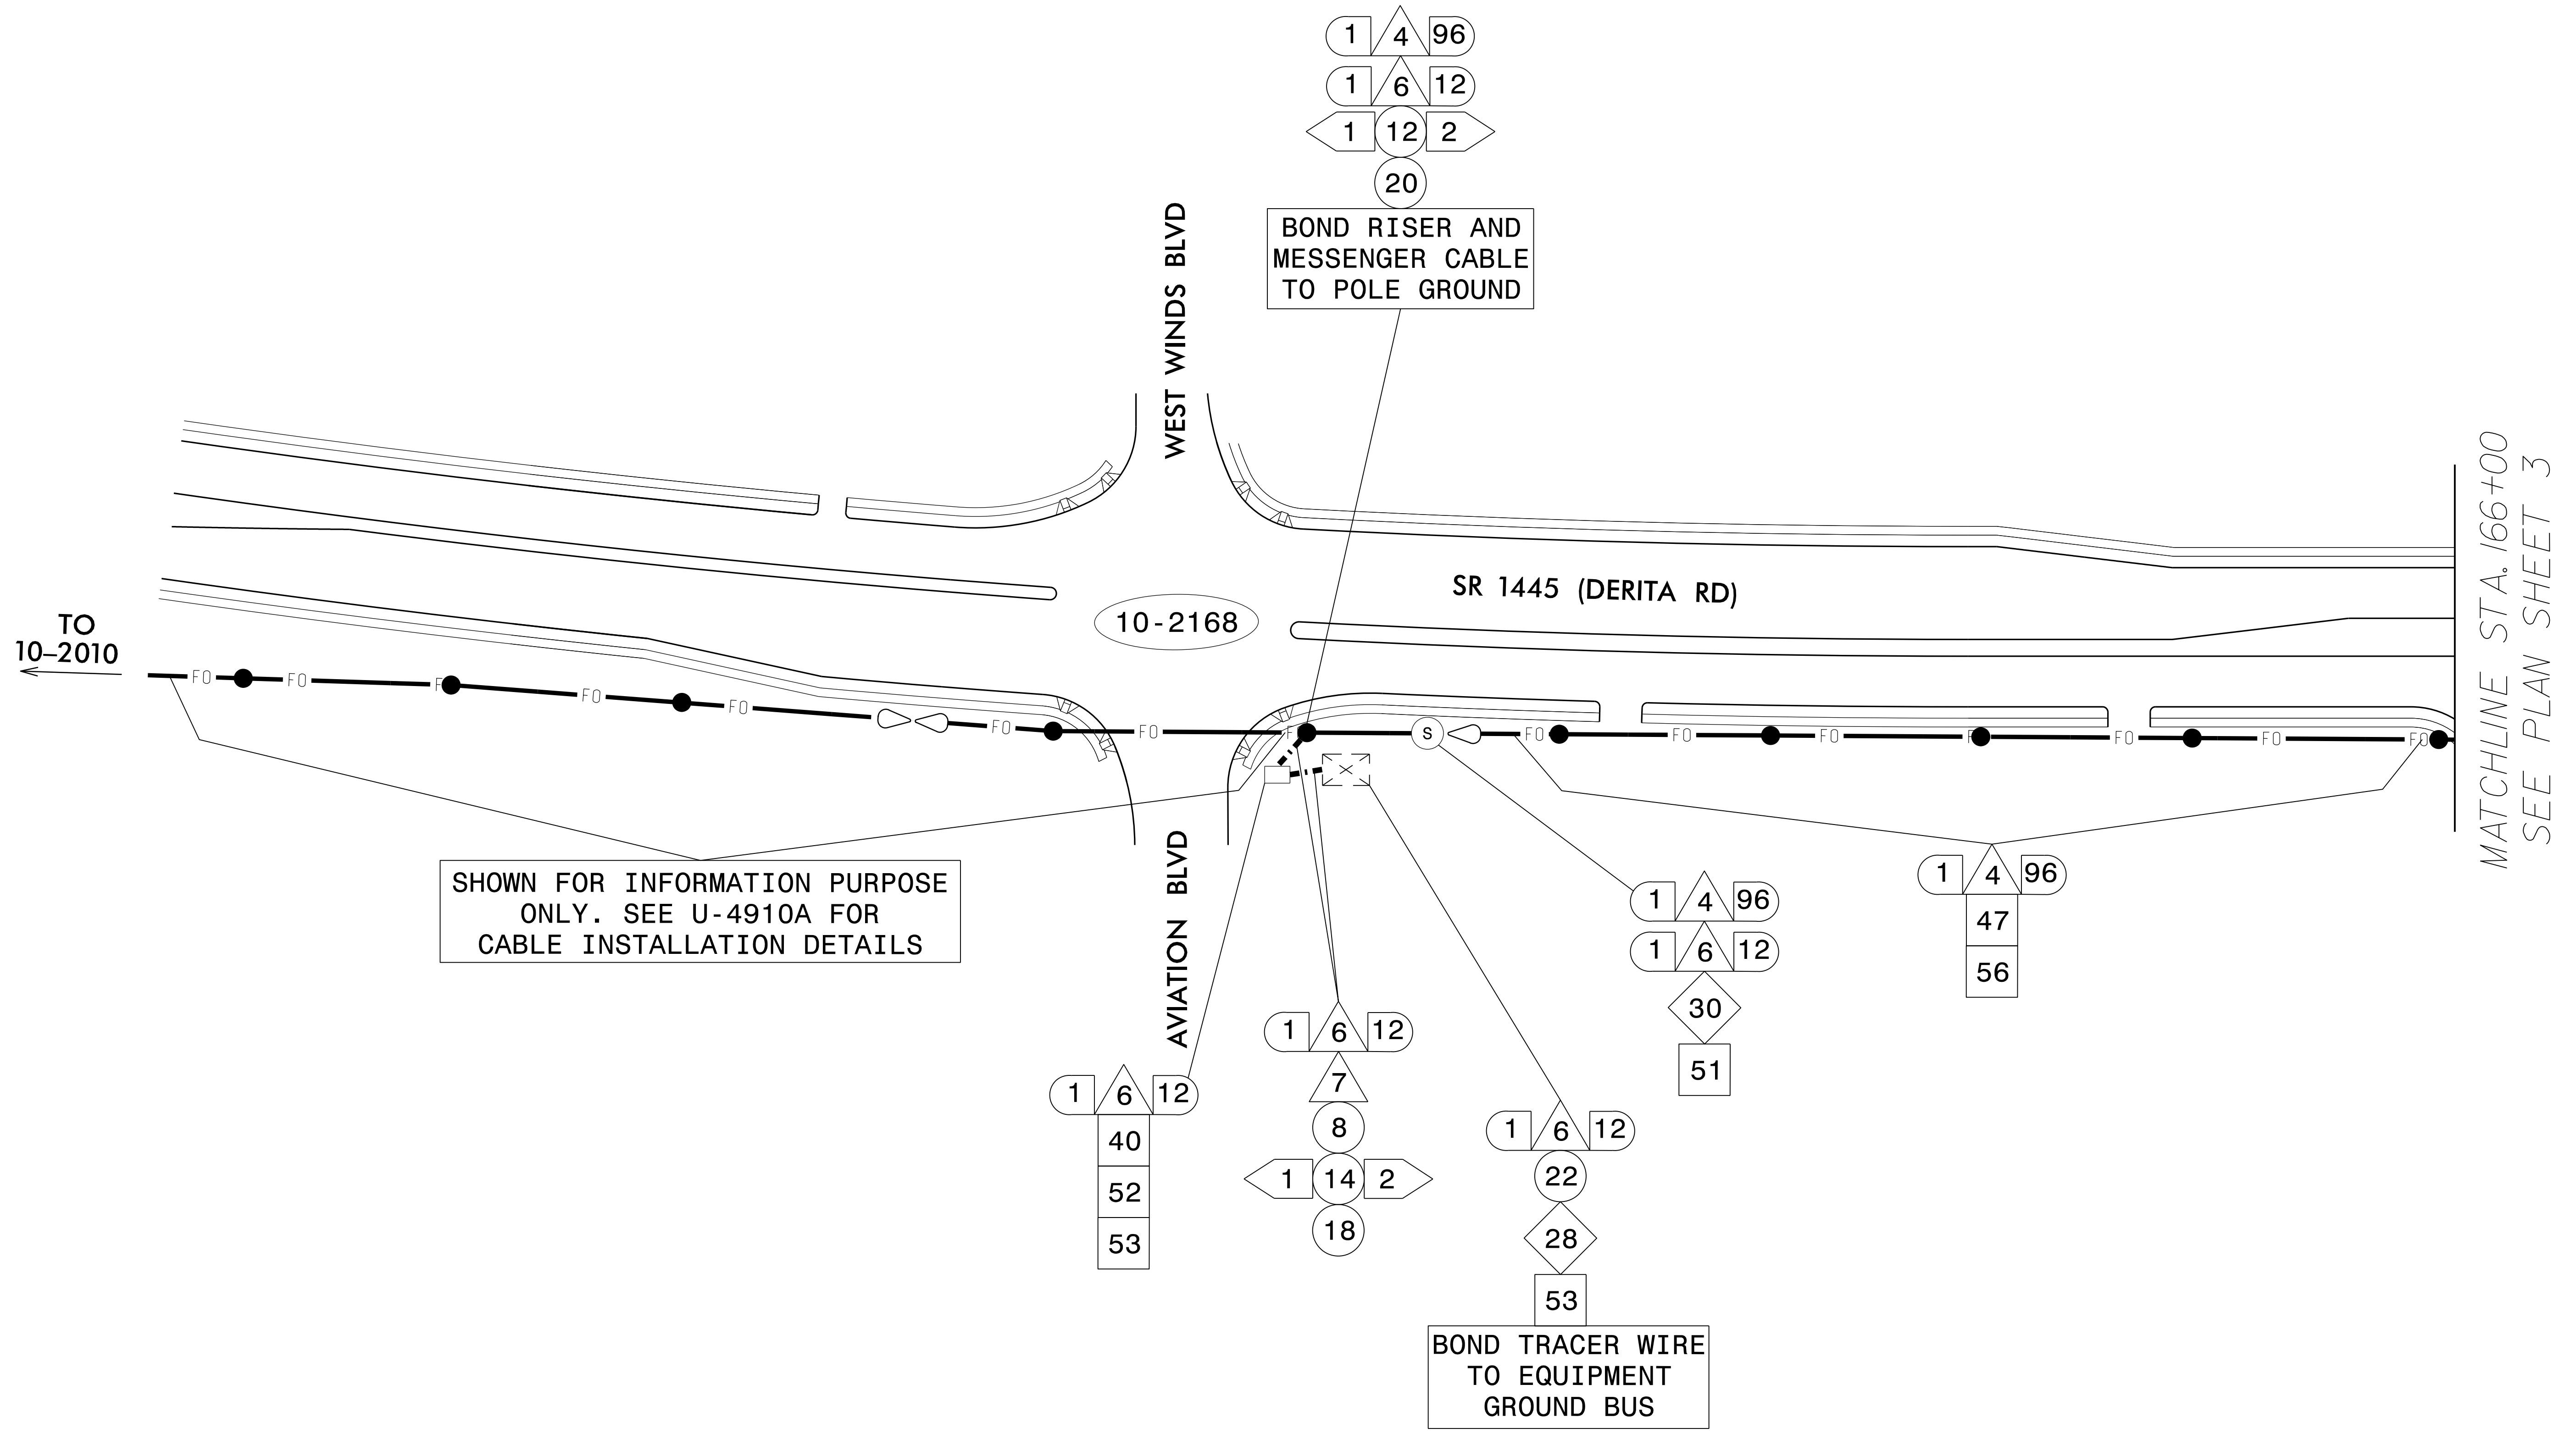 1 4 96
1 6 12
1 12 2
20
BOND RISER AND
MESSENGER CABLE
TO POLE GROUND
WEST WINDS BLVD
SR 1445 (DERITA RD)
10-2168
TO
10-2010
FO
FO
F
FO
FO
FO
FO
F
S
FO
FO
FO
F
FO
FO
FO
MATCHLINE STA. 166+00
SEE PLAN SHEET 3
SHOWN FOR INFORMATION PURPOSE
ONLY. SEE U-4910A FOR
CABLE INSTALLATION DETAILS
AVIATION BLVD
1 4 96
47
56
1 4 96
1 6 12
30
51
1 6 12
7
8
1 14 2
18
1 6 12
40
52
53
1 6 12
22
28
53
BOND TRACER WIRE
TO EQUIPMENT
GROUND BUS